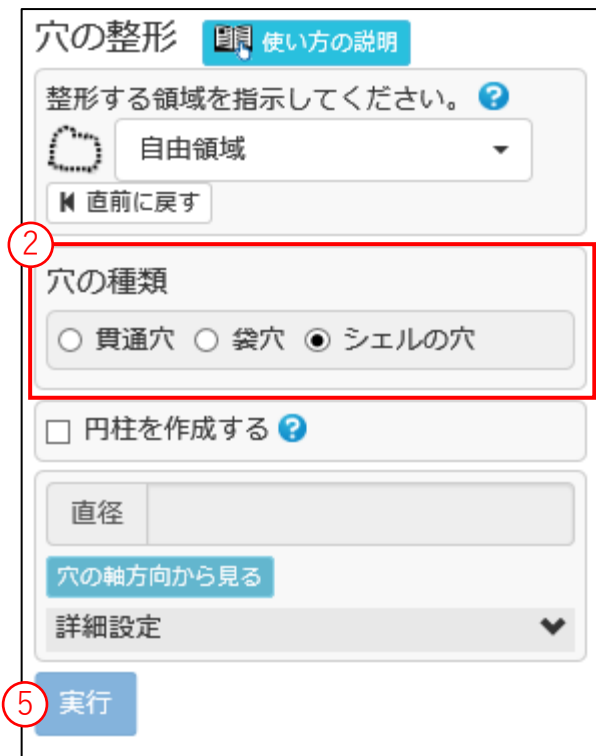 穴の整形 使い方の説明
整形する領域を指示してください。 ?
自由領域
直前に戻す
2
穴の種類
貫通穴 袋穴 シェルの穴
円柱を作成する ?
直径
穴の軸方向から見る
詳細設定
5 実行